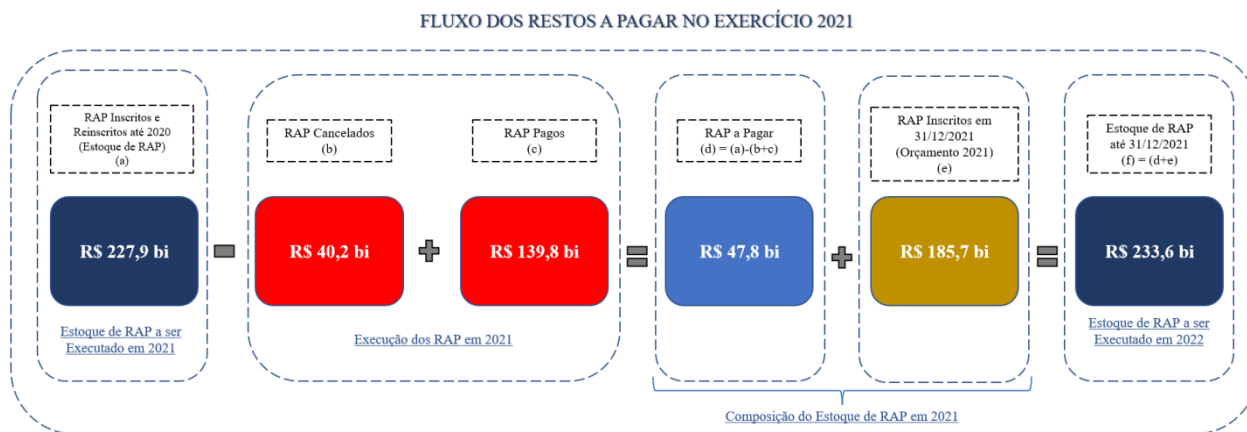 FLUXO DOS RESTOS A PAGAR NO EXERCÍCIO 2021
RAP Inscritos e
Reinscritos até 2020
(Estoque de RAP)
(a)
RAP Cancelados
(b)
RAP Pagos
(c)
RAP a Pagar
(d) = (a)-(b+c)
RAP Inscritos em
31/12/2021
(Orçamento 2021)
(e)
Estoque de RAP
até 31/12/2021
(f) = (d+e)
R$ 227,9 bi
R$ 40,2 bi
R$ 139,8 bi
R$ 47,8 bi
R$ 185,7 bi
R$ 233,6 bi
Estoque de RAP a ser
Executado em 2021
Execução dos RAP em 2021
Estoque de RAP a ser
Executado em 2022
Composição do Estoque de RAP em 2021